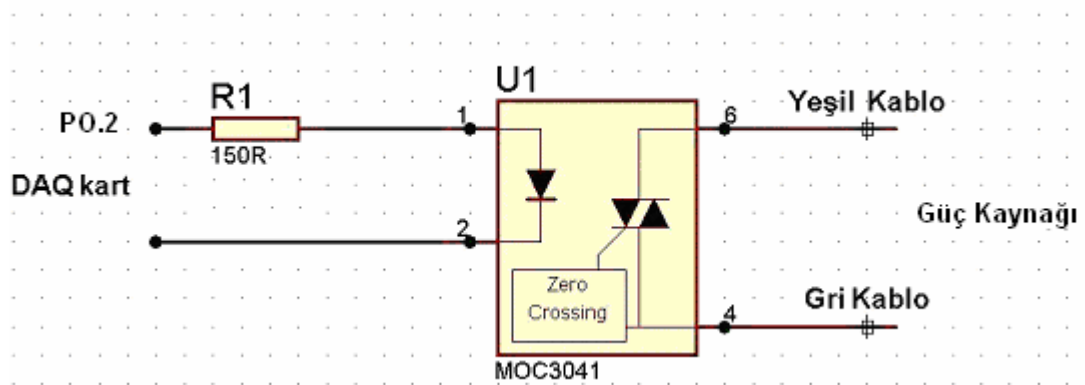 U1
R1
1
6
Yeşil Kablo
P0.2
150R
DAQ kart
2
Güç Kaynağı
Zero
Crossing
Gri Kablo
4
MOC3041